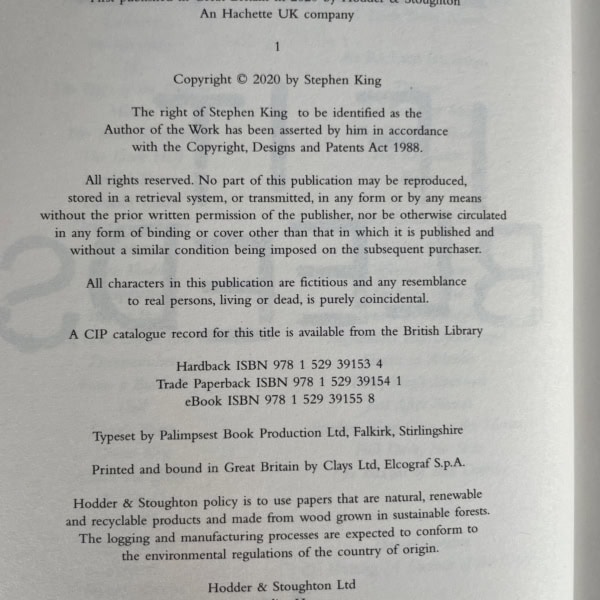 First published in Great Britain in 2020 by Hodder & Stoughton
An Hachette UK company
1
Copyright © 2020 by Stephen King
The right of Stephen King to be identified as the
Author of the Work has been asserted by him in accordance
with the Copyright, Designs and Patents Act 1988.
All rights reserved. No part of this publication may be reproduced,
stored in a retrieval system, or transmitted, in any form or by any means
without the prior written permission of the publisher, nor be otherwise circulated
in any form of binding or cover other than that in which it is published and
without a similar condition being imposed on the subsequent purchaser.
All characters in this publication are fictitious and any resemblance
to real persons, living or dead, is purely coincidental.
A CIP catalogue record for this title is available from the British Library
Hardback ISBN 978 1 529 39153 4
Trade Paperback ISBN 978 1 529 39154 1
eBook ISBN 978 1 529 39155 8
Typeset by Palimpsest Book Production Ltd, Falkirk, Stirlingshire
Printed and bound in Great Britain by Clays Ltd, Elcograf S.p.A.
Hodder & Stoughton policy is to use papers that are natural, renewable
and recyclable products and made from wood grown in sustainable forests.
The logging and manufacturing processes are expected to conform to
the environmental regulations of the country of origin.
Hodder & Stoughton Ltd